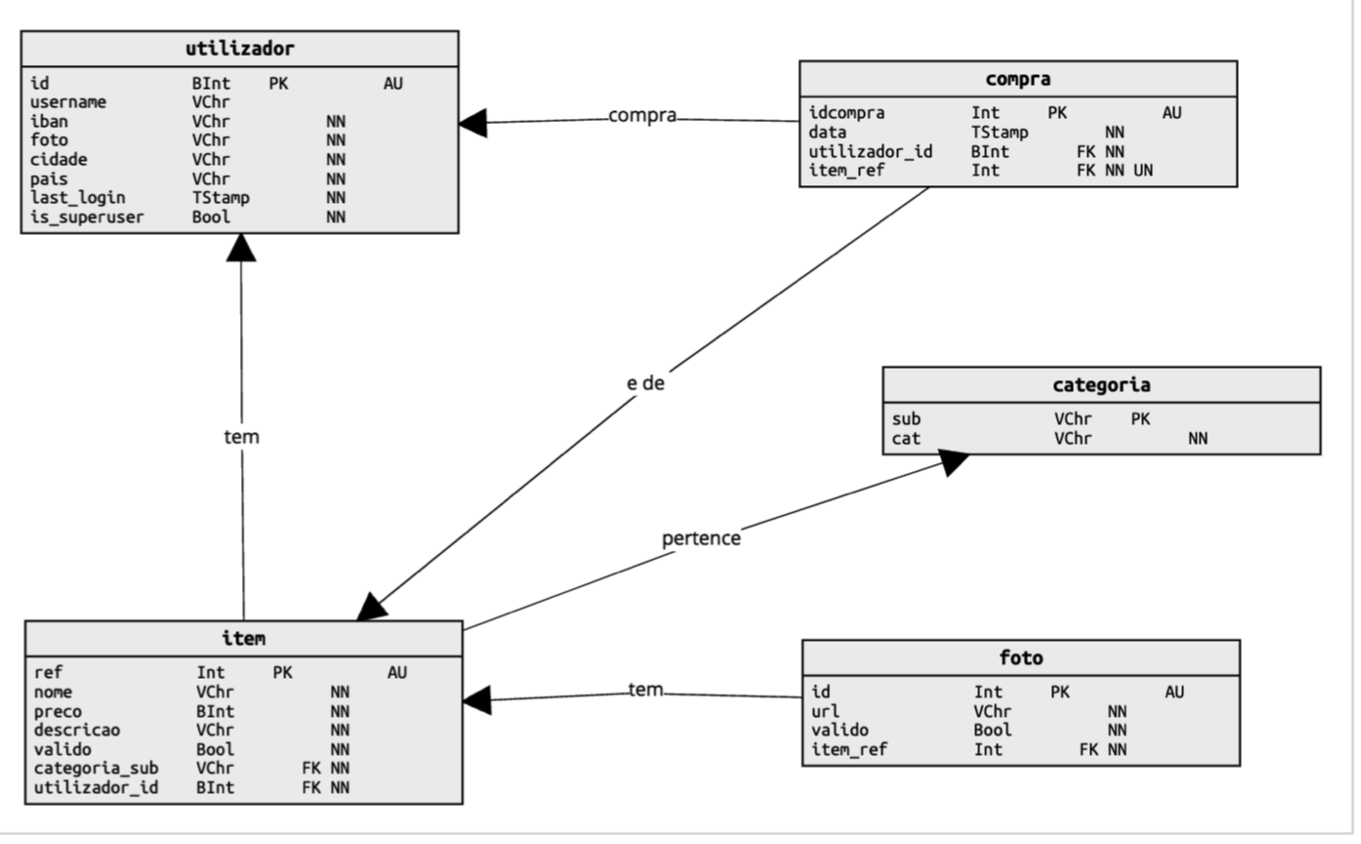 utilizador
id BInt PK AU
username VChr
iban VChr NN
foto VChr NN
cidade VChr NN
pais VChr NN
last_login TStamp NN
is_superuser Bool NN
compra
compra
idcompra Int PK AU
data TStamp NN
utilizador_id BInt FK NN
item_ref Int FK NN UN
e de
tem
categoria
sub VChr PK
cat VChr NN
pertence
item
ref Int PK AU
nome VChr NN
preco BInt NN
descricao VChr NN
valido Bool NN
categoria_sub VChr FK NN
utilizador_id BInt FK NN
tem
foto
id Int PK AU
url VChr NN
valido Bool NN
item_ref Int FK NN